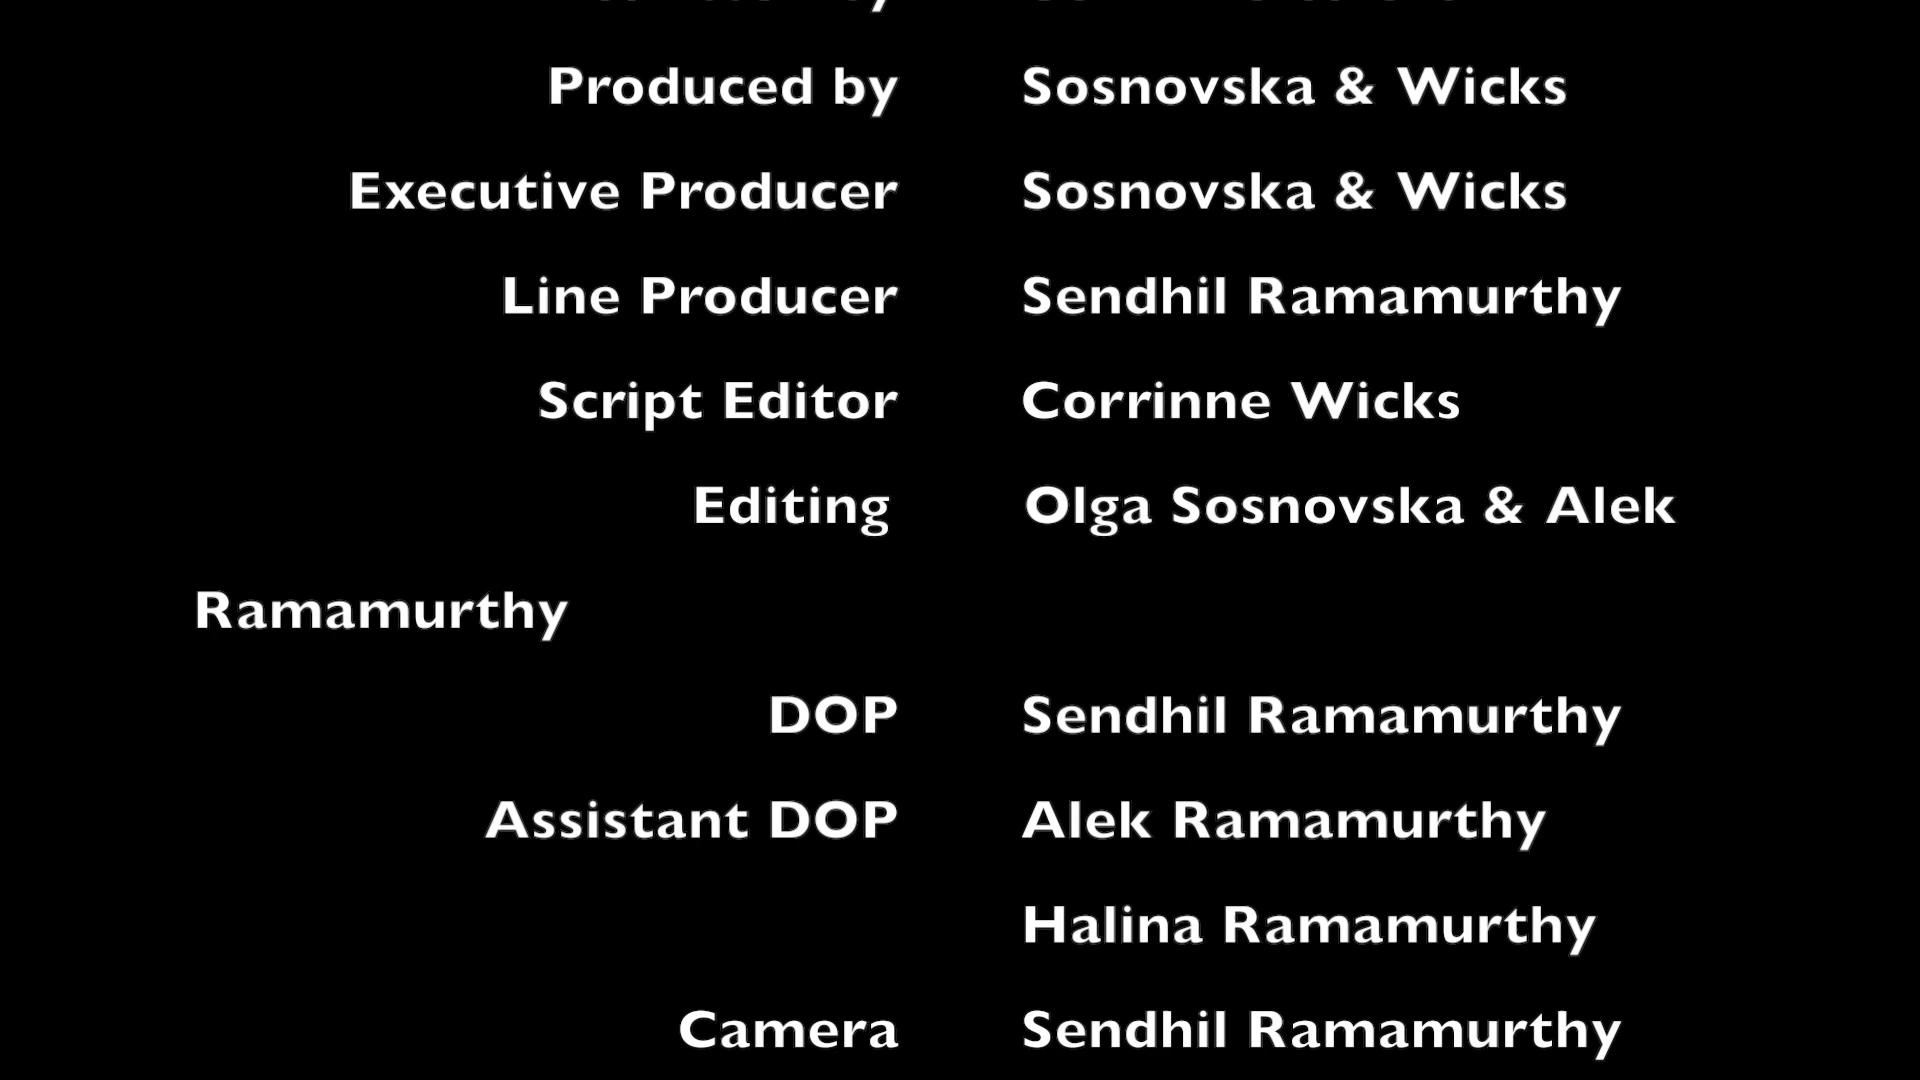 Produced by Sosnovska & Wicks
Executive Producer Sosnovska & Wicks
Line Producer Sendhil Ramamurthy
Script Editor Corrinne Wicks
Editing Olga Sosnovska & Alek
Ramamurthy
DOP Sendhil Ramamurthy
Assistant DOP Alek Ramamurthy
Halina Ramamurthy
Camera Sendhil Ramamurthy